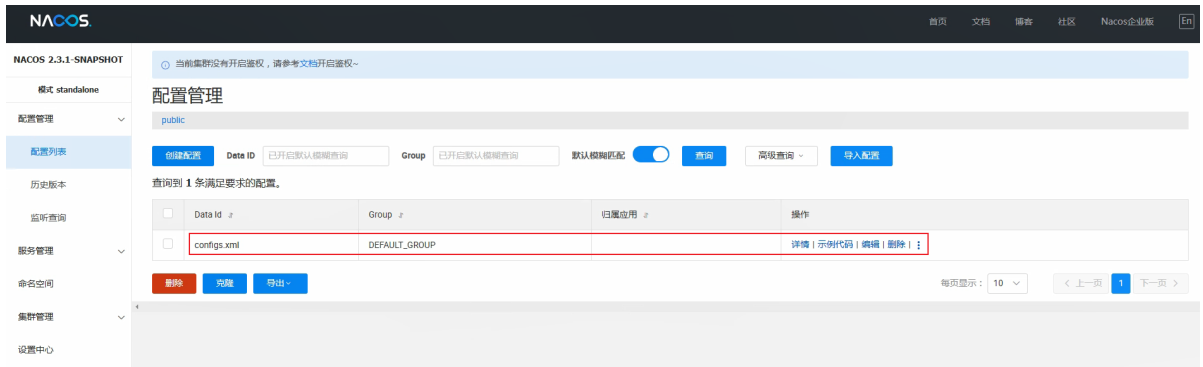 NACOS.
首页 文档 博客 社区 Nacos企业版 En
NACOS 2.3.1-SNAPSHOT
模式 standalone
配置管理
配置列表
历史版本
监听查询
服务管理
命名空间
集群管理
设置中心
当前集群没有开启鉴权，请参考文档开启鉴权~
配置管理
public
创建配置 Data ID 已开启默认模糊查询 Group 已开启默认模糊查询 默认模糊匹配 查询 高级查询 导入配置
查询到 1 条满足要求的配置。
Data Id Group 归属应用 操作
configs.xml DEFAULT_GROUP 详情 | 示例代码 | 编辑 | 删除 |
删除 克隆 导出 每页显示： 10 < 上一页 1 下一页 >